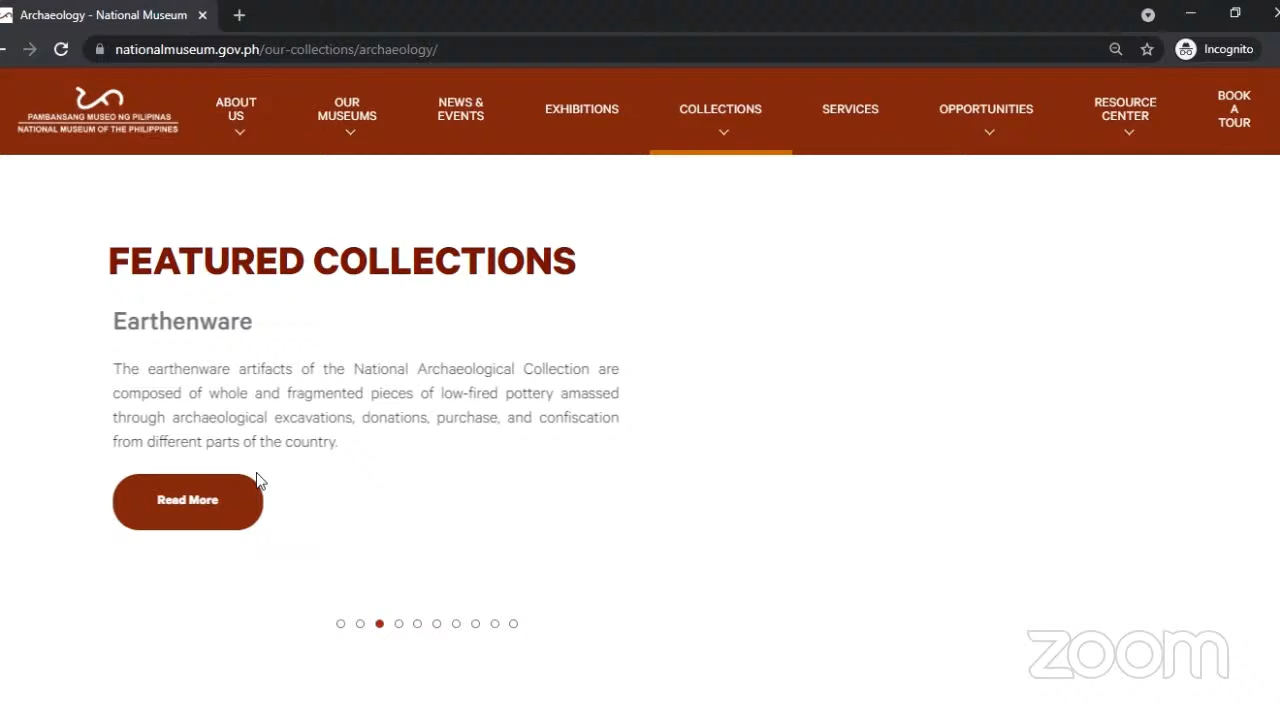 Archaeology - National Museum
nationalmuseum.gov.ph/our-collections/archaeology/
Incognito
PAMBANSANG MUSEO NG PILIPINAS
NATIONAL MUSEUM OF THE PHILIPPINES
ABOUT
US
OUR
MUSEUMS
NEWS &
EVENTS
EXHIBITIONS
COLLECTIONS
SERVICES
OPPORTUNITIES
RESOURCE
CENTER
BOOK
A
TOUR
FEATURED COLLECTIONS
Earthenware
The earthenware artifacts of the National Archaeological Collection are
composed of whole and fragmented pieces of low-fired pottery amassed
through archaeological excavations, donations, purchase, and confiscation
from different parts of the country.
Read More
zoom